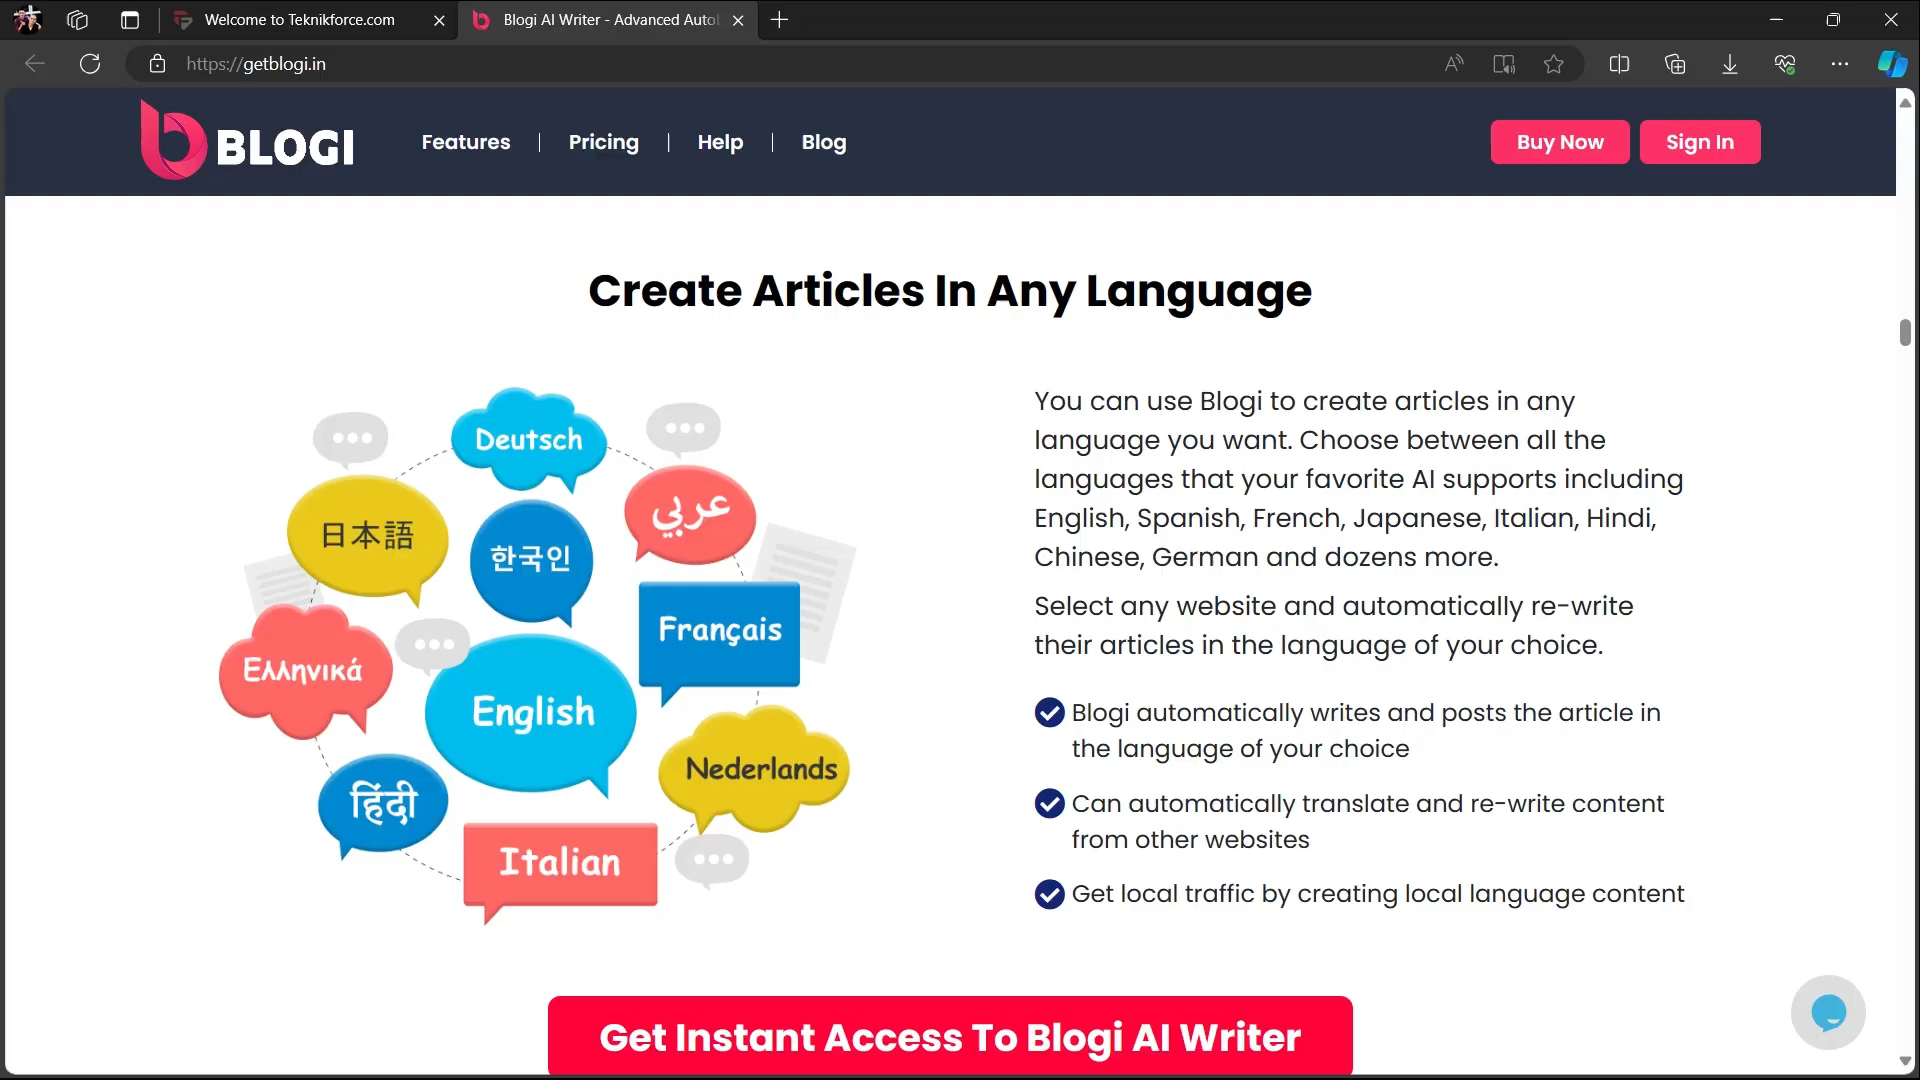 Welcome to Teknikforce.com
Blogi AI Writer - Advanced Auto
https://getblogi.in
BLOGI
Features
Pricing
Help
Blog
Buy Now
Sign In
Create Articles In Any Language
Deutsch
日本語
한국인
عربي
Français
Ελληνικά
English
Nederlands
हिंदी
Italian
You can use Blogi to create articles in any
language you want. Choose between all the
languages that your favorite AI supports including
English, Spanish, French, Japanese, Italian, Hindi,
Chinese, German and dozens more.
Select any website and automatically re-write
their articles in the language of your choice.
Blogi automatically writes and posts the article in
the language of your choice
Can automatically translate and re-write content
from other websites
Get local traffic by creating local language content
Get Instant Access To Blogi AI Writer